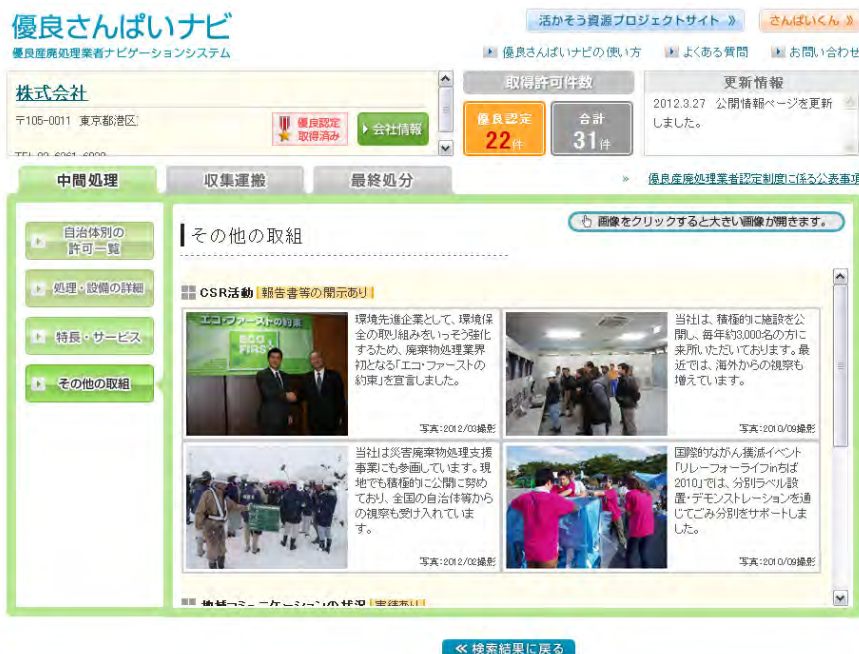 優良さんぱいナビ
優良産廃処理業者ナビゲーションシステム
活かそう資源プロジェクトサイト 》
さんぱいくん 》
優良さんぱいナビの使い方
よくある質問
お問い合わせ
株式会社
〒105-0011 東京都港区
優良認定
取得済み
会社情報
取得許可件数
優良認定
22件
合計
31件
更新情報
2012.3.27 公開情報ページを更新
しました。
中間処理
収集運搬
最終処分
» 優良産廃処理業者認定制度に係る公表事項
自治体別の
許可一覧
処理・設備の詳細
特長・サービス
その他の取組
その他の取組
画像をクリックすると大きい画像が開きます。
CSR活動 報告書等の開示あり
エコ・ファーストの約束
ECO
FIRST
環境先進企業として、環境保
全の取り組みをいっそう強化
するため、廃棄物処理業界
初となる「エコ・ファーストの
約束」を宣言しました。
写真:2012/03撮影
当社は、積極的に施設を公
開し、毎年約3,000名の方に
来所いただいております。最
近では、海外からの視察も
増えています。
写真:2010/09撮影
当社は災害廃棄物処理支援
事業にも参画しています。現
地でも積極的に公開に努め
ており、全国の自治体等から
の視察も受け入れていま
す。
写真:2012/02撮影
国際的ながん撲滅イベント
「リレーフォーライフinちば
2010」では、分別ラベル設
置・デモンストレーションを通
じてごみ分別をサポートしま
した。
写真:2010/09撮影
地域コミュニケーションの状況 実績あり
≪ 検索結果に戻る